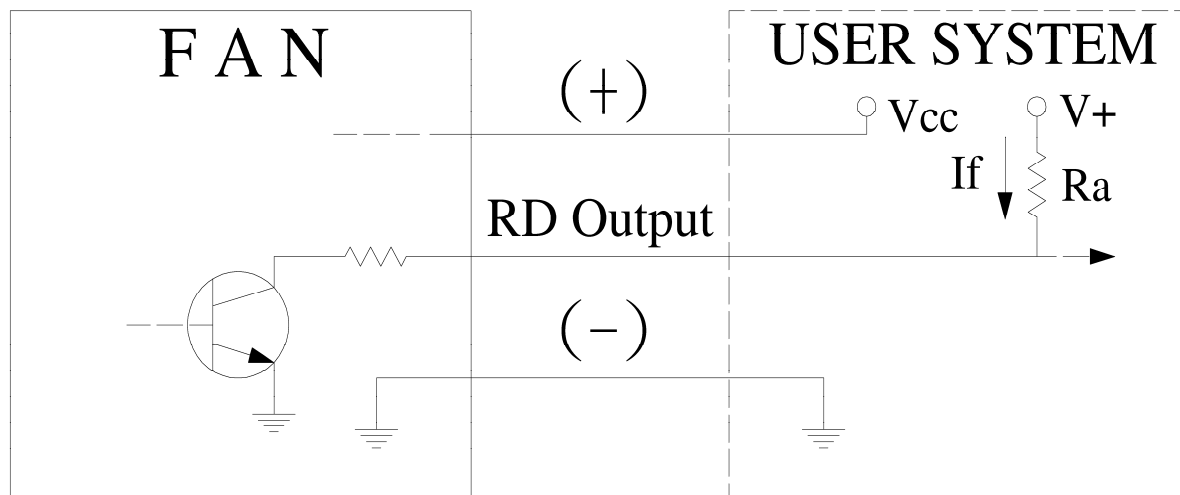 F A N
USER SYSTEM
(+)
Vcc
V+
If
Ra
RD Output
(-)